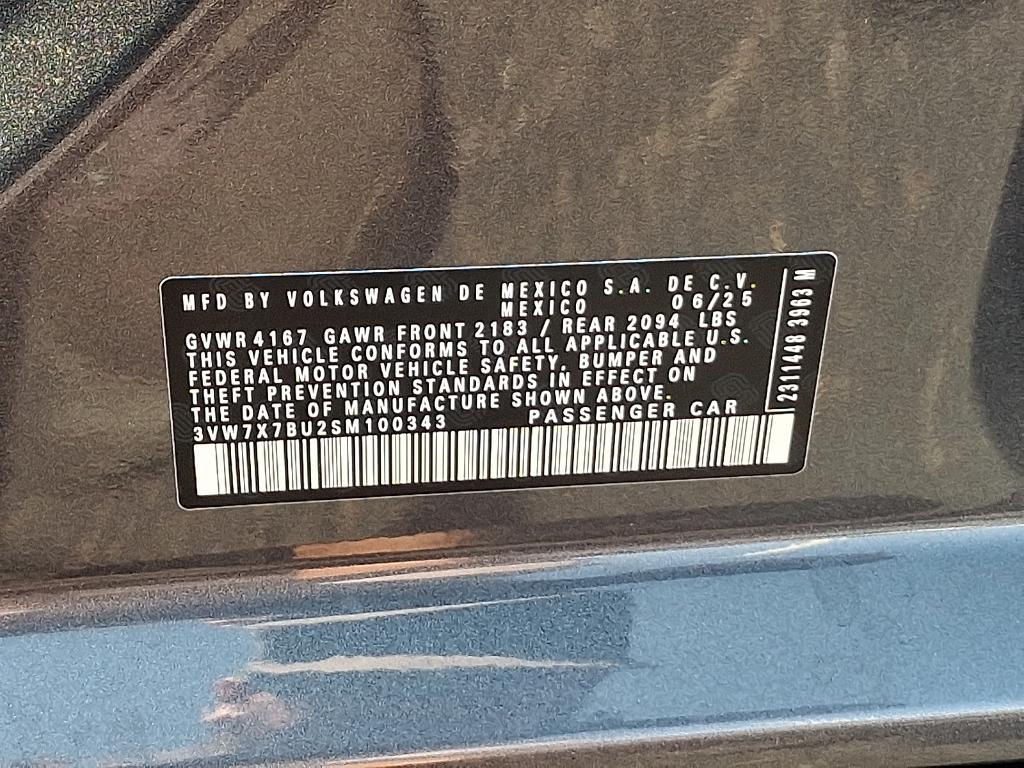 MFD BY VOLKSWAGEN DE MEXICO S.A. DE C.V.
MEXICO 06/25
GVWR 4167 GAWR FRONT 2183 / REAR 2094 LBS
THIS VEHICLE CONFORMS TO ALL APPLICABLE U.S.
FEDERAL MOTOR VEHICLE SAFETY, BUMPER AND
THEFT PREVENTION STANDARDS IN EFFECT ON
THE DATE OF MANUFACTURE SHOWN ABOVE.
3VW7X7BU2SM100343 PASSENGER CAR
2311448 3963 M